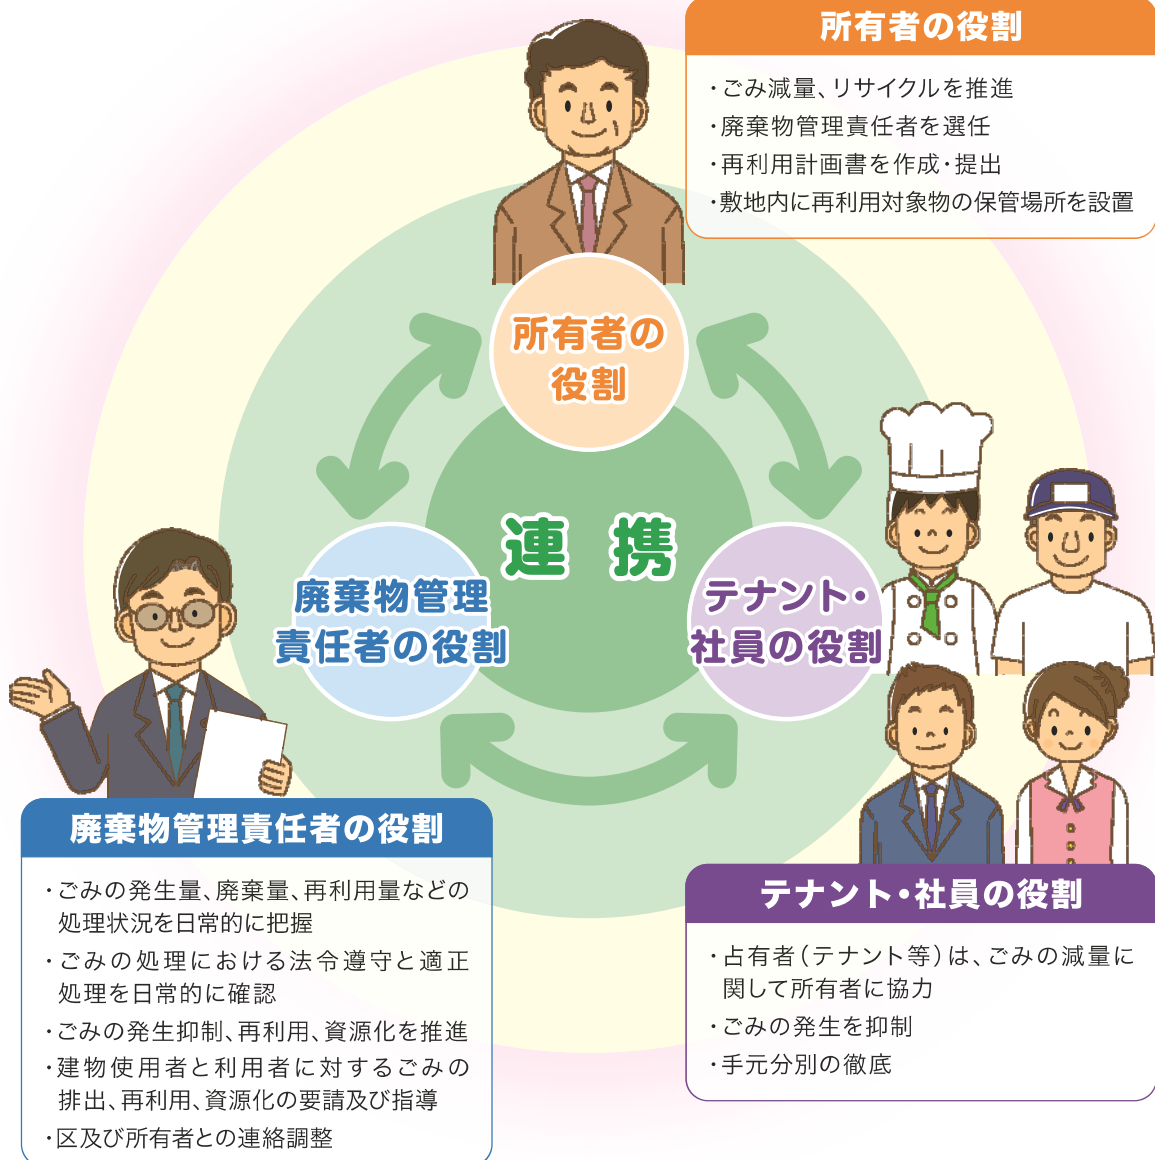 所有者の役割
・ごみ減量、リサイクルを推進
・廃棄物管理責任者を選任
・再利用計画書を作成・提出
・敷地内に再利用対象物の保管場所を設置
所有者の
役割
連携
廃棄物管理
責任者の役割
テナント・
社員の役割
廃棄物管理責任者の役割
・ごみの発生量、廃棄量、再利用量などの
処理状況を日常的に把握
・ごみの処理における法令遵守と適正
処理を日常的に確認
・ごみの発生抑制、再利用、資源化を推進
・建物使用者と利用者に対するごみの
排出、再利用、資源化の要請及び指導
・区及び所有者との連絡調整
テナント・社員の役割
・占有者（テナント等）は、ごみの減量に
関して所有者に協力
・ごみの発生を抑制
・手元分別の徹底